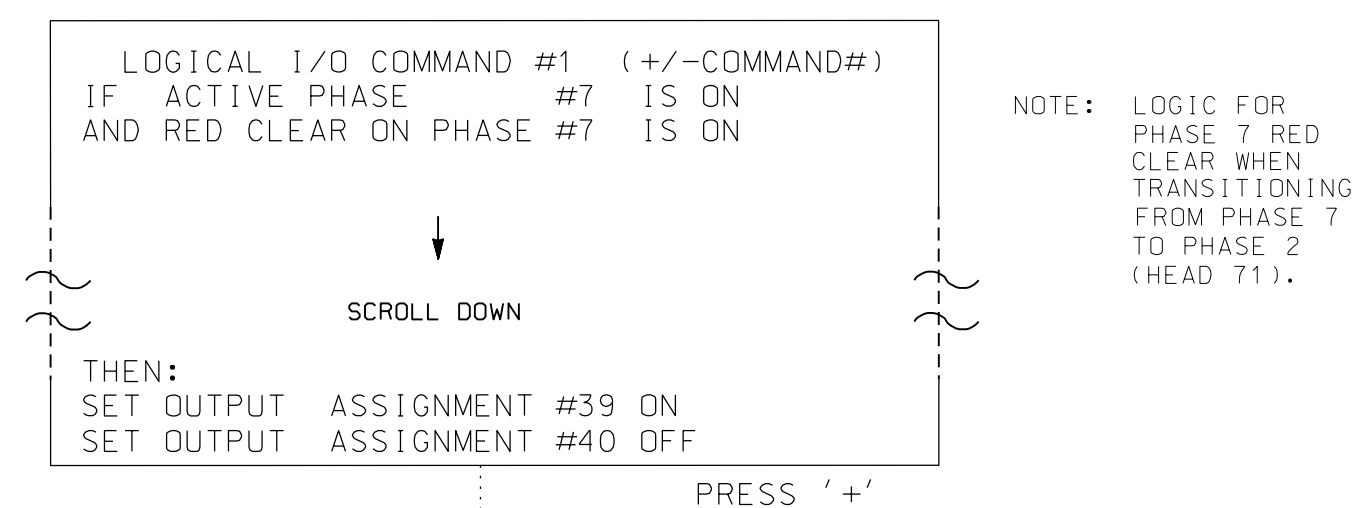 LOGICAL I/O COMMAND #1 (+/-COMMAND#)
IF ACTIVE PHASE #7 IS ON
AND RED CLEAR ON PHASE #7 IS ON
SCROLL DOWN
THEN:
SET OUTPUT ASSIGNMENT #39 ON
SET OUTPUT ASSIGNMENT #40 OFF
PRESS '+'
NOTE: LOGIC FOR
PHASE 7 RED
CLEAR WHEN
TRANSITIONING
FROM PHASE 7
TO PHASE 2
(HEAD 71).